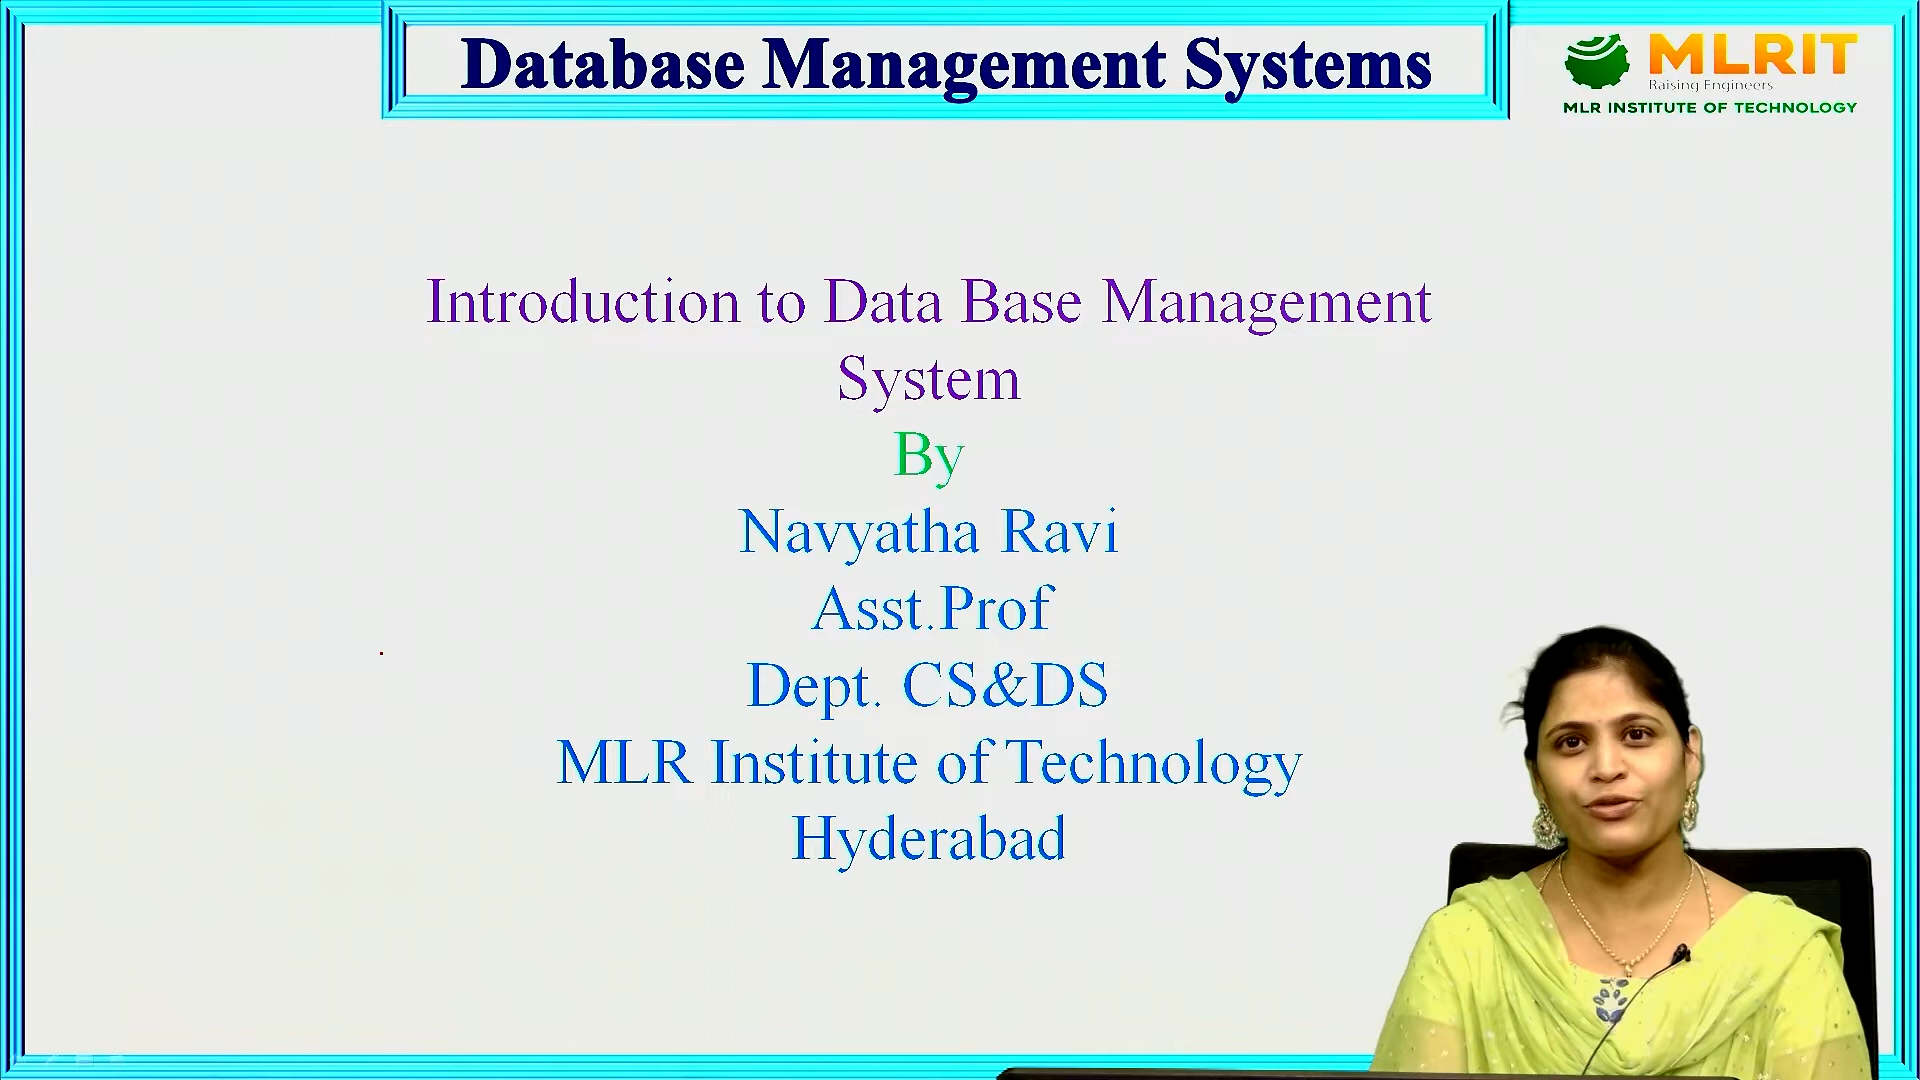 Database Management Systems
MLRIT
Raising Engineers
MLR INSTITUTE OF TECHNOLOGY
Introduction to Data Base Management
System
By
Navyatha Ravi
Asst.Prof
Dept. CS&DS
MLR Institute of Technology
Hyderabad